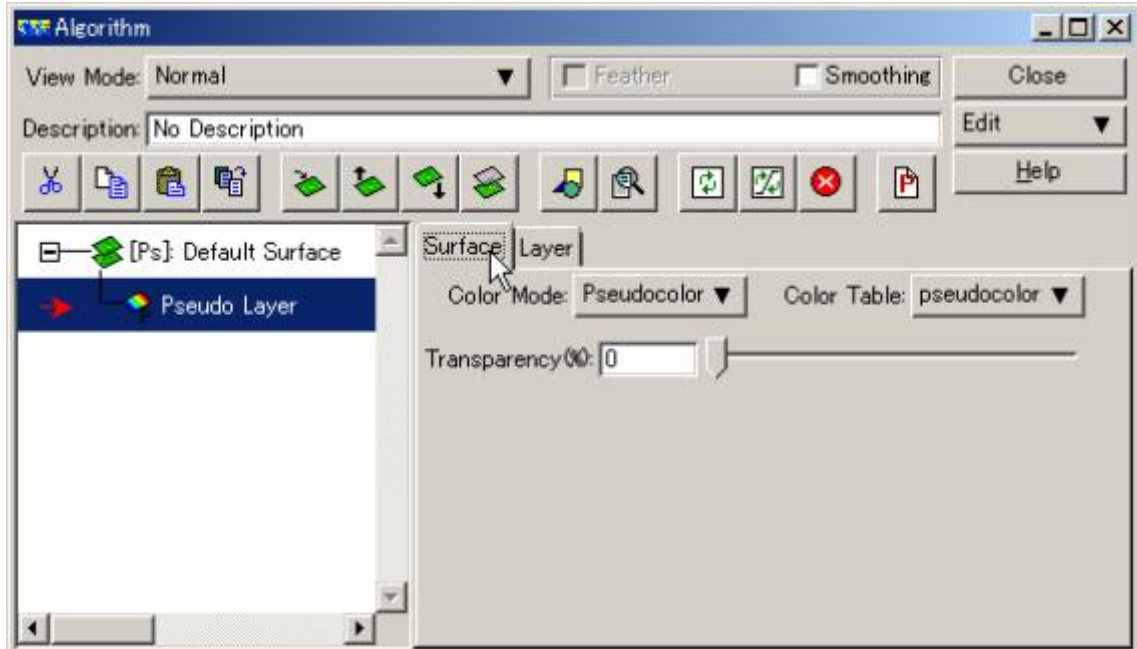 Algorithm
View Mode: Normal Feather Smoothing Close
Description: No Description Edit
Help
[Ps]: Default Surface Surface Layer
Pseudo Layer Color Mode: Pseudocolor Color Table: pseudocolor
Transparency(%): 0